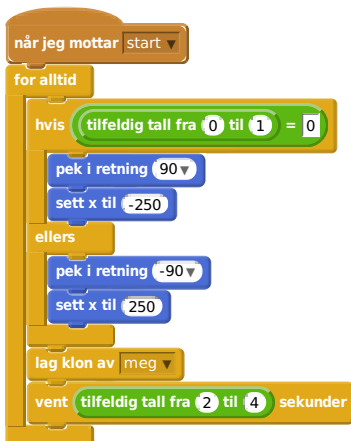 når jeg mottar start
for alltid
hvis tilfeldig tall fra 0 til 1 = 0
pek i retning 90
sett x til -250
ellers
pek i retning -90
sett x til 250
lag klon av meg
vent tilfeldig tall fra 2 til 4 sekunder